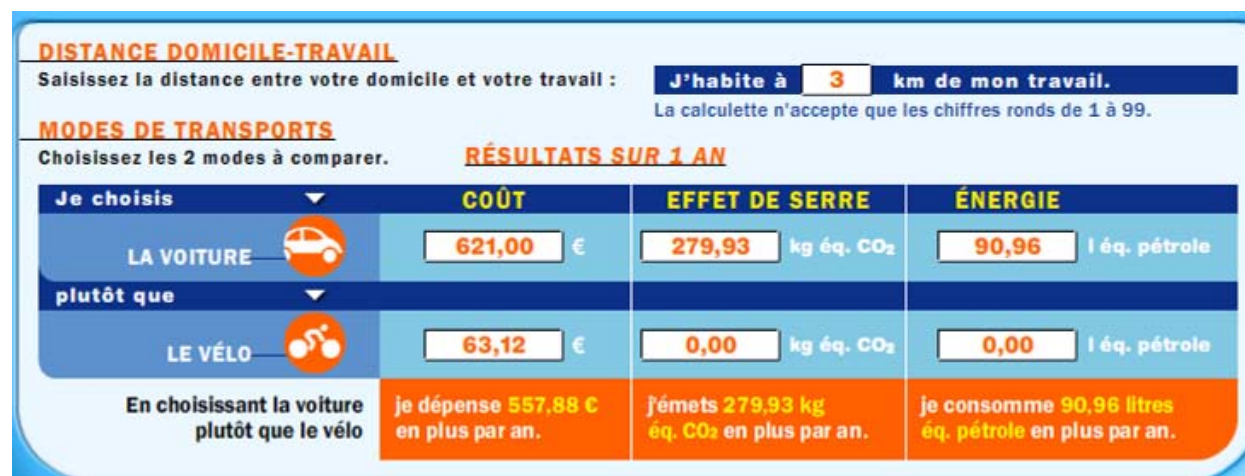 DISTANCE DOMICILE-TRAVAIL
Saisissez la distance entre votre domicile et votre travail :
J'habite à 3 km de mon travail.
La calculette n'accepte que les chiffres ronds de 1 à 99.
MODES DE TRANSPORTS
Choisissez les 2 modes à comparer.
RÉSULTATS SUR 1 AN
Je choisis COÛT EFFET DE SERRE ÉNERGIE
LA VOITURE 621,00 € 279,93 kg éq. CO₂ 90,96 l éq. pétrole
plutôt que
LE VÉLO 63,12 € 0,00 kg éq. CO₂ 0,00 l éq. pétrole
En choisissant la voiture
plutôt que le vélo
je dépense 557,88 €
en plus par an.
j'émets 279,93 kg
éq. CO₂ en plus par an.
je consomme 90,96 litres
éq. pétrole en plus par an.